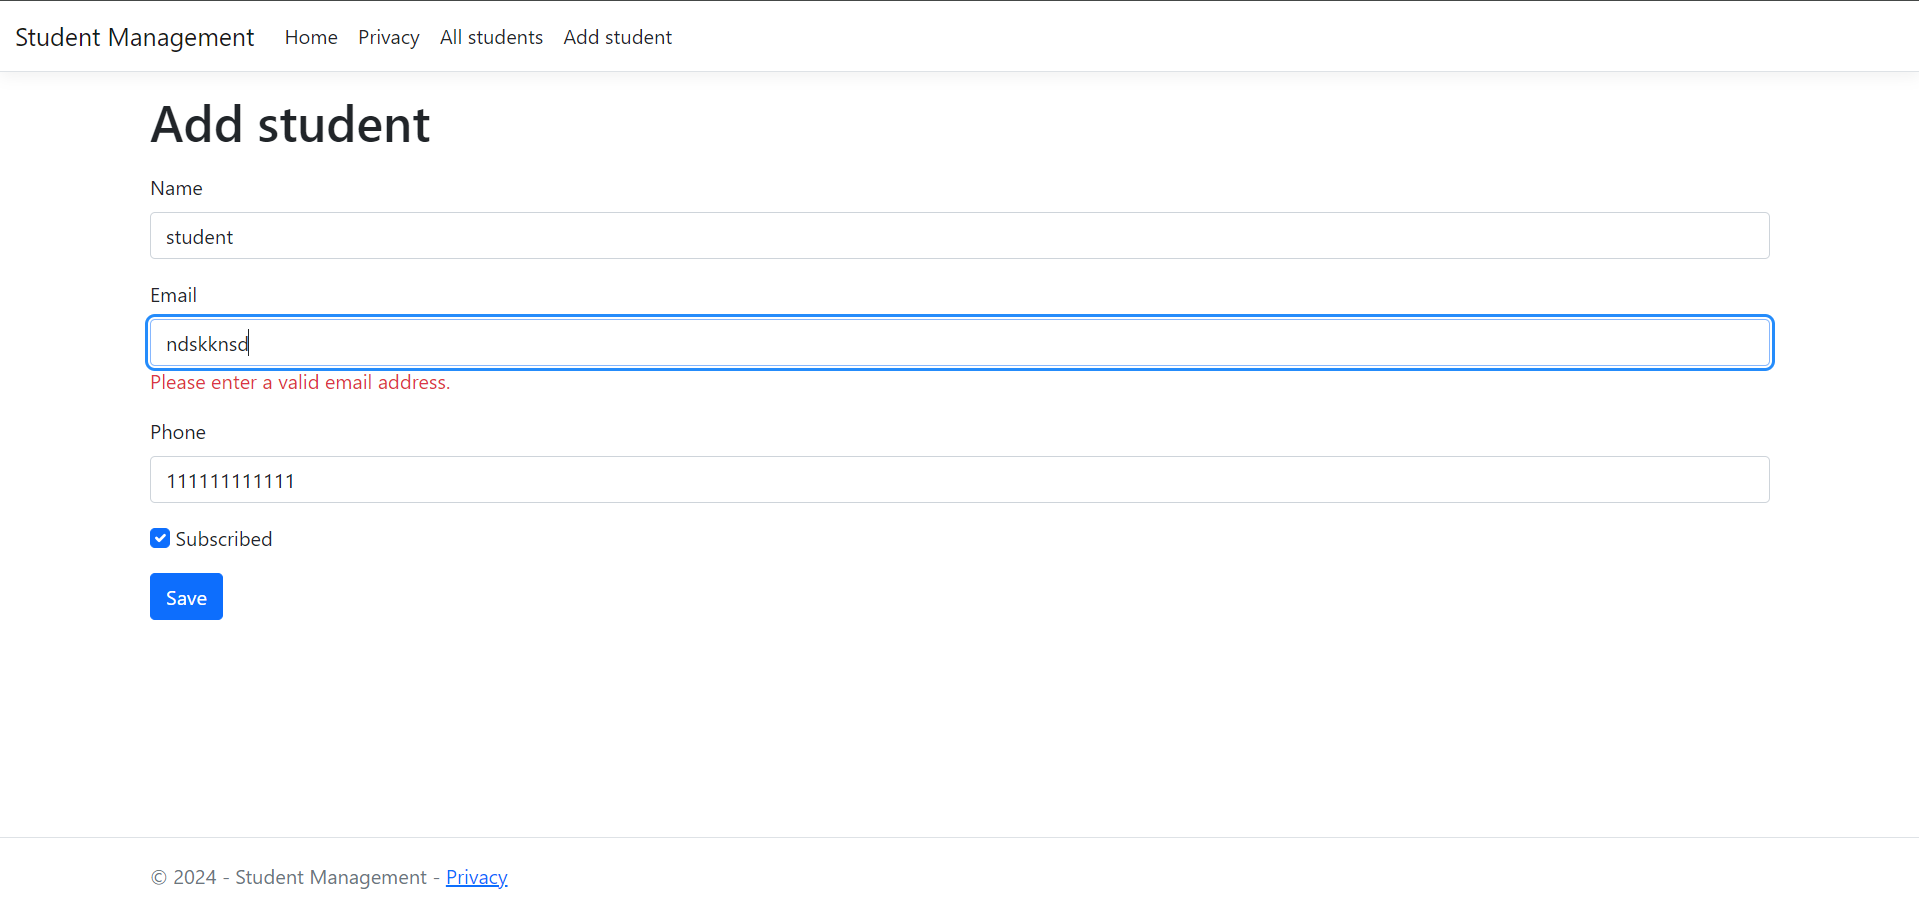 Student Management Home Privacy All students Add student
Add student
Name
student
Email
ndskknsd
Please enter a valid email address.
Phone
111111111111
Subscribed
Save
© 2024 - Student Management - Privacy